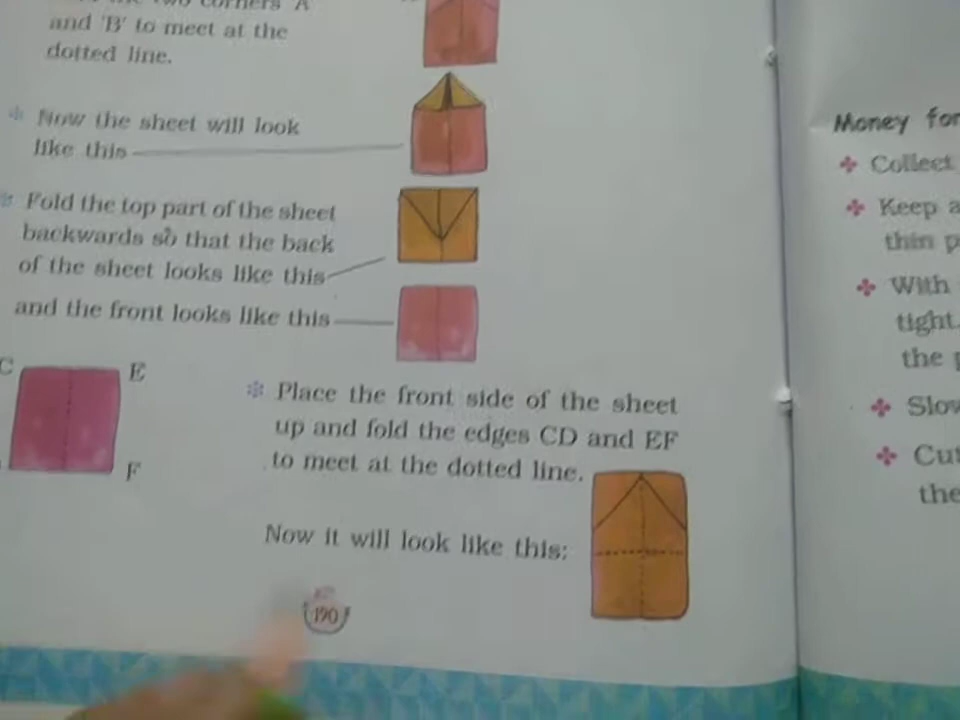 two corners 'A'
and 'B' to meet at the
dotted line.
Now the sheet will look
like this
Fold the top part of the sheet
backwards so that the back
of the sheet looks like this
and the front looks like this
C
E
F
Place the front side of the sheet
up and fold the edges CD and EF
to meet at the dotted line.
Now it will look like this:
190
Money for
Collect
Keep a
thin p
With
tight.
the p
Slow
Cut
the